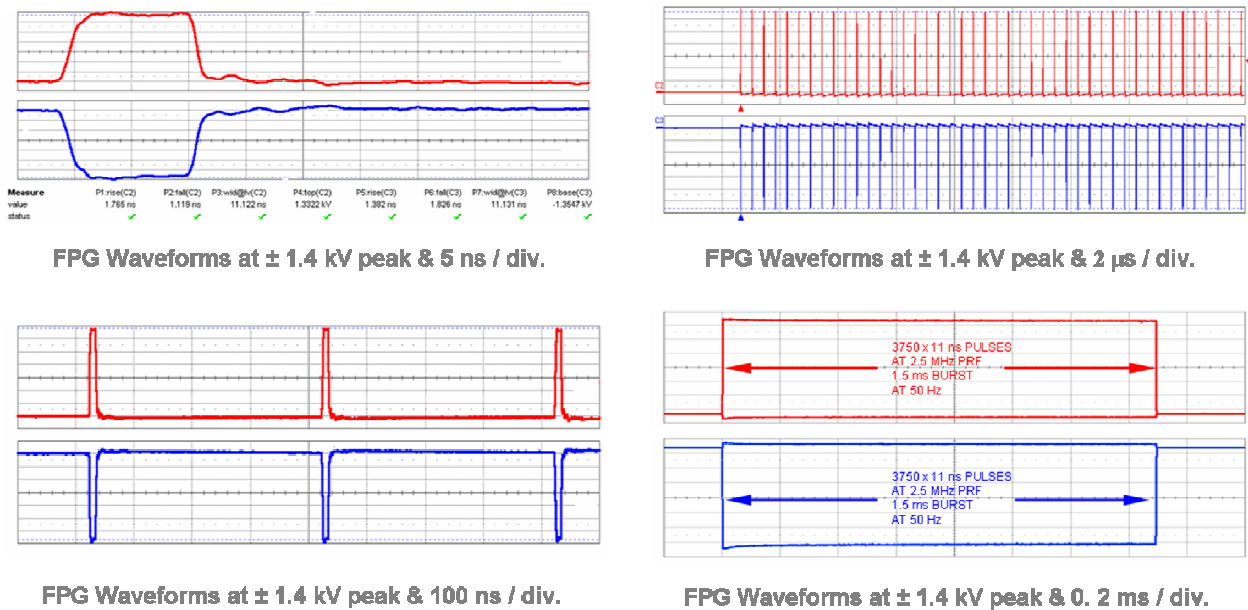 Measure P1:rise(C2) P2:fall(C2) P3:wid@lv(C2) P4:top(C2) P5:rise(C3) P6:fall(C3) P7:wid@lv(C3) P8:base(C3)
value 1.765 ns 1.119 ns 11.122 ns 1.3322 kV 1.382 ns 1.826 ns 11.131 ns -1.3547 kV
status
FPG Waveforms at ± 1.4 kV peak & 5 ns / div.
FPG Waveforms at ± 1.4 kV peak & 2 μs / div.
3750 x 11 ns PULSES
AT 2.5 MHz PRF
1.5 ms BURST
AT 50 Hz
3750 x 11 ns PULSES
AT 2.5 MHz PRF
1.5 ms BURST
AT 50 Hz
FPG Waveforms at ± 1.4 kV peak & 100 ns / div.
FPG Waveforms at ± 1.4 kV peak & 0. 2 ms / div.